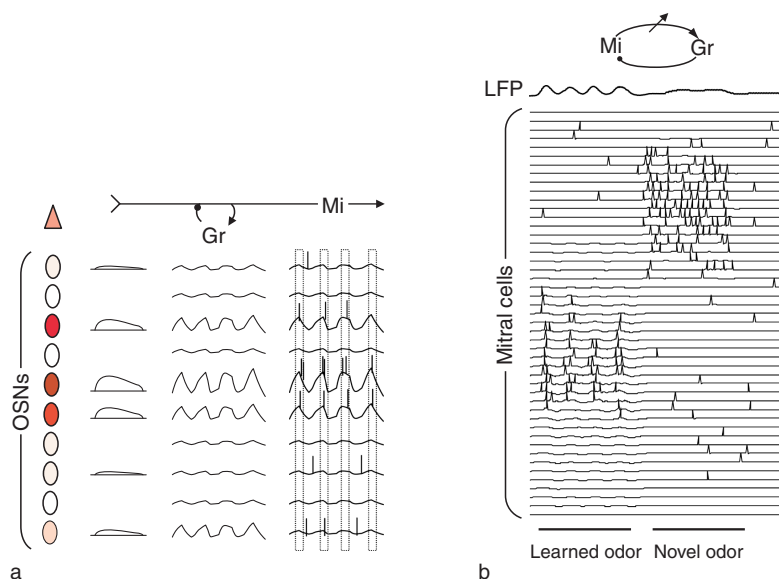 Mi
Gr
OSNs
a
Mi
Gr
LFP
Mitral cells
Learned odor
Novel odor
b